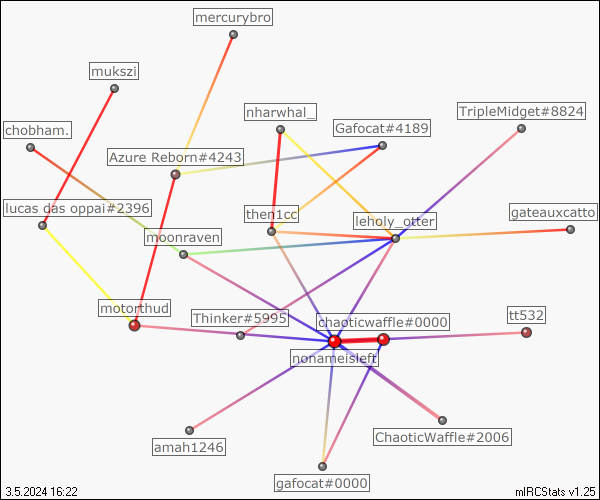 mercurybro
mukszi
nharwhal_
TripleMidget#8824
Gafocat#4189
chobham.
Azure Reborn#4243
lucas das oppai#2396
then1cc
leholy_otter
gateauxcatto
moonraven
motorthud
Thinker#5995
chaoticwaffle#0000
tt532
nonameisleft
ChaoticWaffle#2006
amah1246
gafocat#0000
3.5.2024 16:22
mIRCStats v1.25